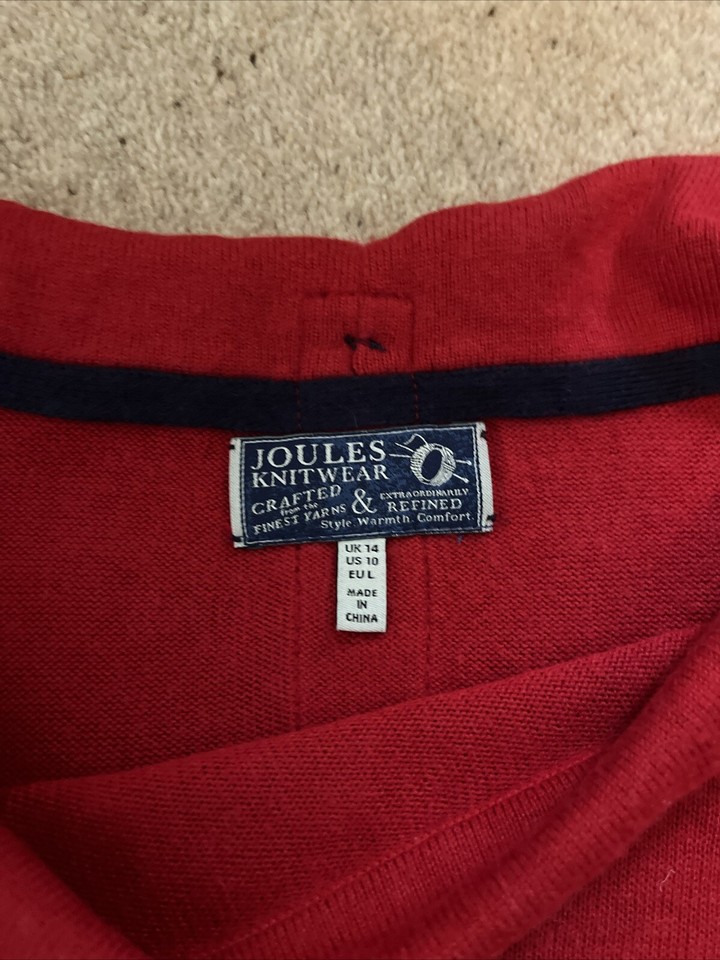 JOULES
KNITWEAR
CRAFTED
from the
FINEST YARNS
&
EXTRAORDINARILY
REFINED
Style. Warmth. Comfort.
UK 14
US 10
EU L
MADE
IN
CHINA